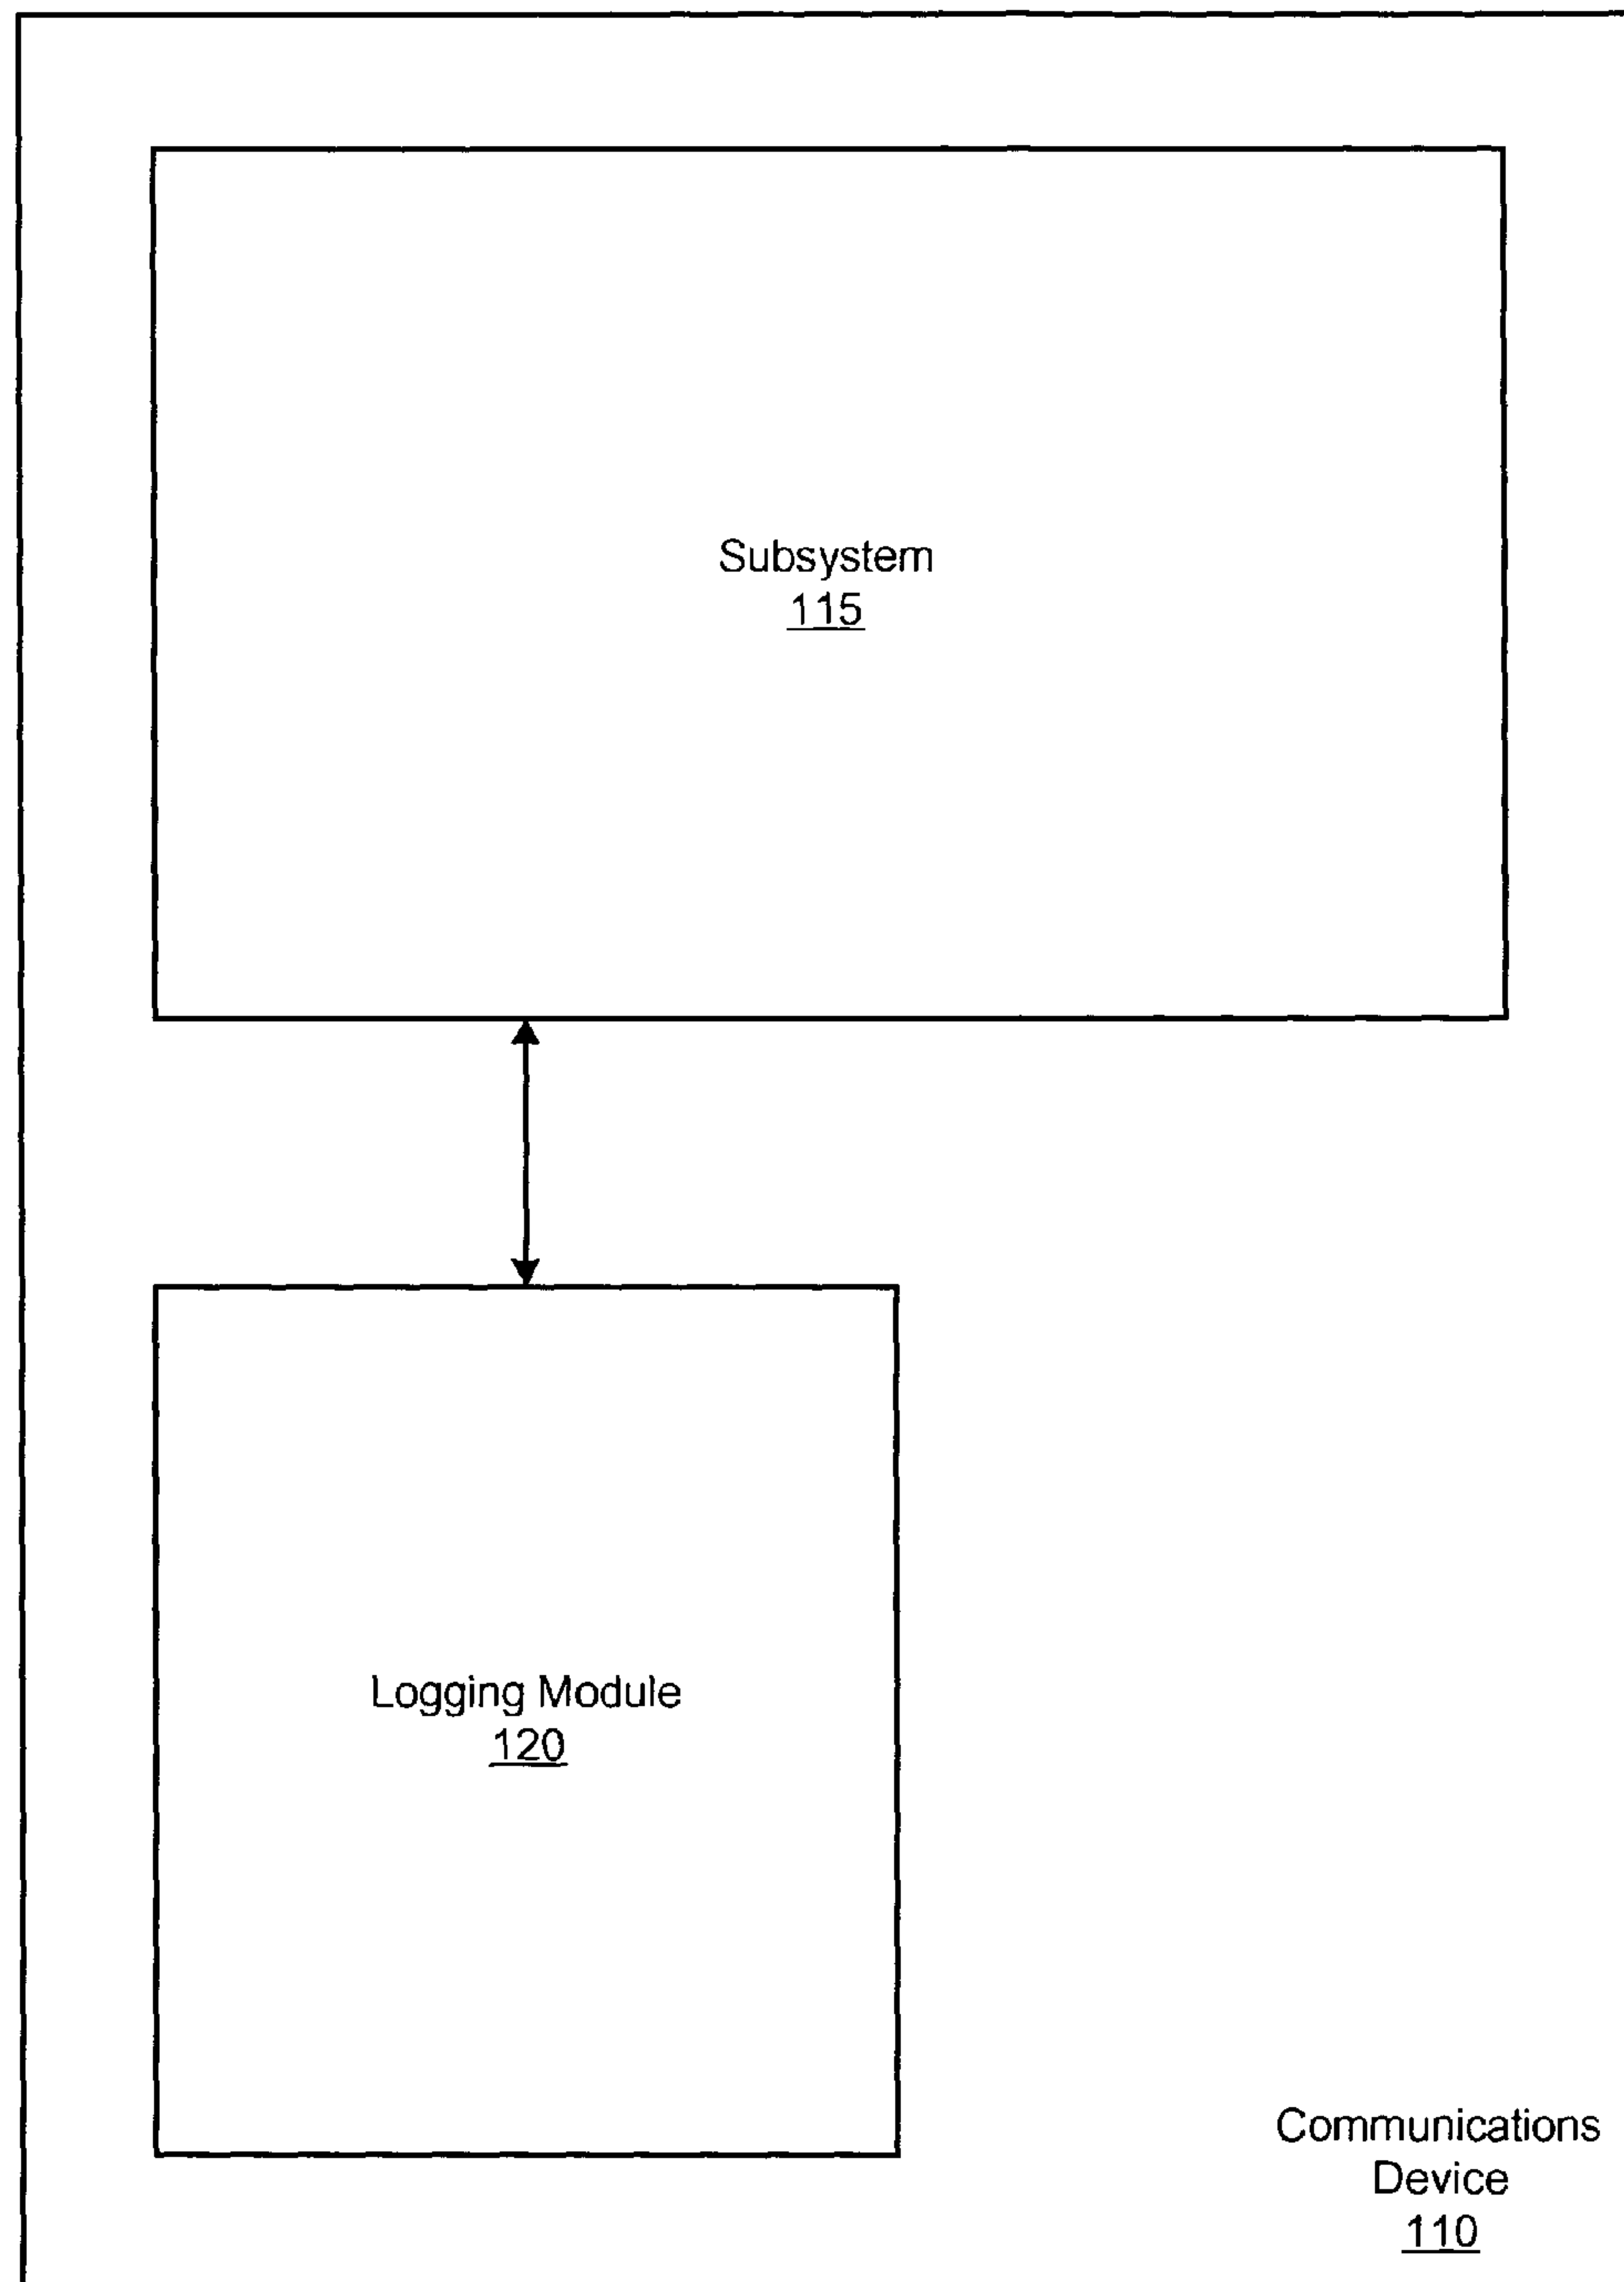 Subsystem
115
Logging Module
120
Communications
Device
110